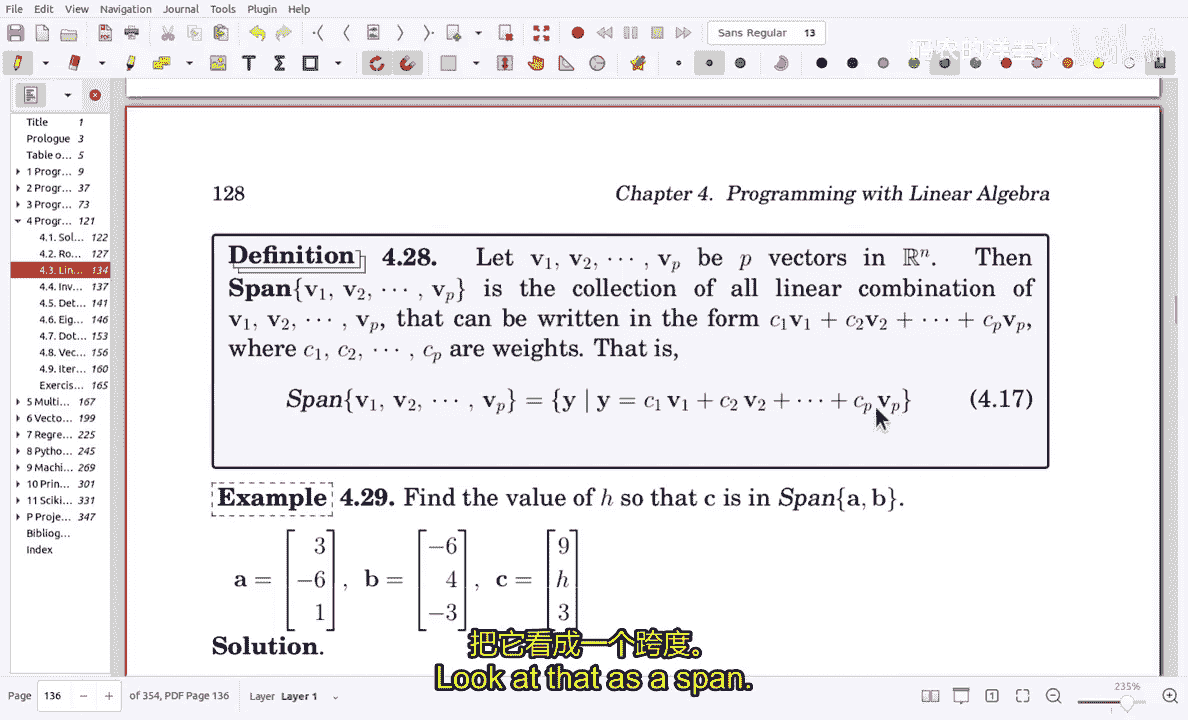 File Edit View Navigation Journal Tools Plugin Help
Sans Regular 13
Title 1
Prologue 3
Table o... 5
1 Progr... 9
2 Progr... 37
3 Progr... 73
4 Progr... 121
4.1. Sol... 122
4.2. Ro... 127
4.3. Lin... 134
4.4. Inv... 137
4.5. Det... 141
4.6. Eig... 146
4.7. Dot... 153
4.8. Vec... 156
4.9. Iter... 160
Exercis... 165
5 Multi... 167
6 Vecto... 199
7 Regre... 225
8 Pytho... 245
9 Machi... 269
10 Prin... 301
11 Sciki... 331
P Proje... 347
Bibliog...
Index
128 Chapter 4. Programming with Linear Algebra
Definition 4.28. Let v₁, v₂, ⋯, vₚ be p vectors in ℝⁿ. Then
Span{v₁, v₂, ⋯, vₚ} is the collection of all linear combination of
v₁, v₂, ⋯, vₚ, that can be written in the form c₁v₁ + c₂v₂ + ⋯ + cₚvₚ,
where c₁, c₂, ⋯, cₚ are weights. That is,
Span{v₁, v₂, ⋯, vₚ} = {y | y = c₁ v₁ + c₂ v₂ + ⋯ + cₚ vₚ} (4.17)
Example 4.29. Find the value of h so that c is in Span{a, b}.
a = [3 -6 1], b = [-6 4 -3], c = [9 h 3]
Solution.
把它看成一个跨度。
Look at that as a span.
Page 136 of 354, PDF Page 136 Layer Layer 1 235%